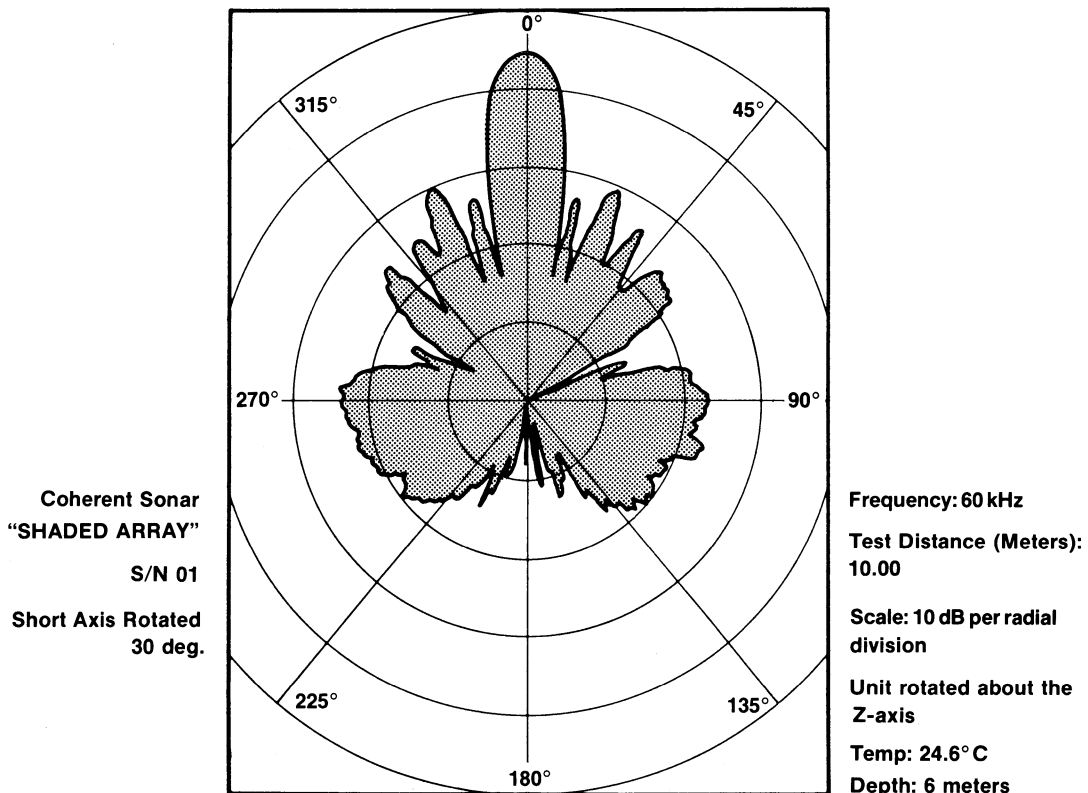 0°
315°
45°
270°
90°
225°
135°
180°
Coherent Sonar
“SHADED ARRAY”
S/N 01
Short Axis Rotated
30 deg.
Frequency: 60 kHz
Test Distance (Meters):
10.00
Scale: 10 dB per radial
division
Unit rotated about the
Z-axis
Temp: 24.6° C
Depth: 6 meters